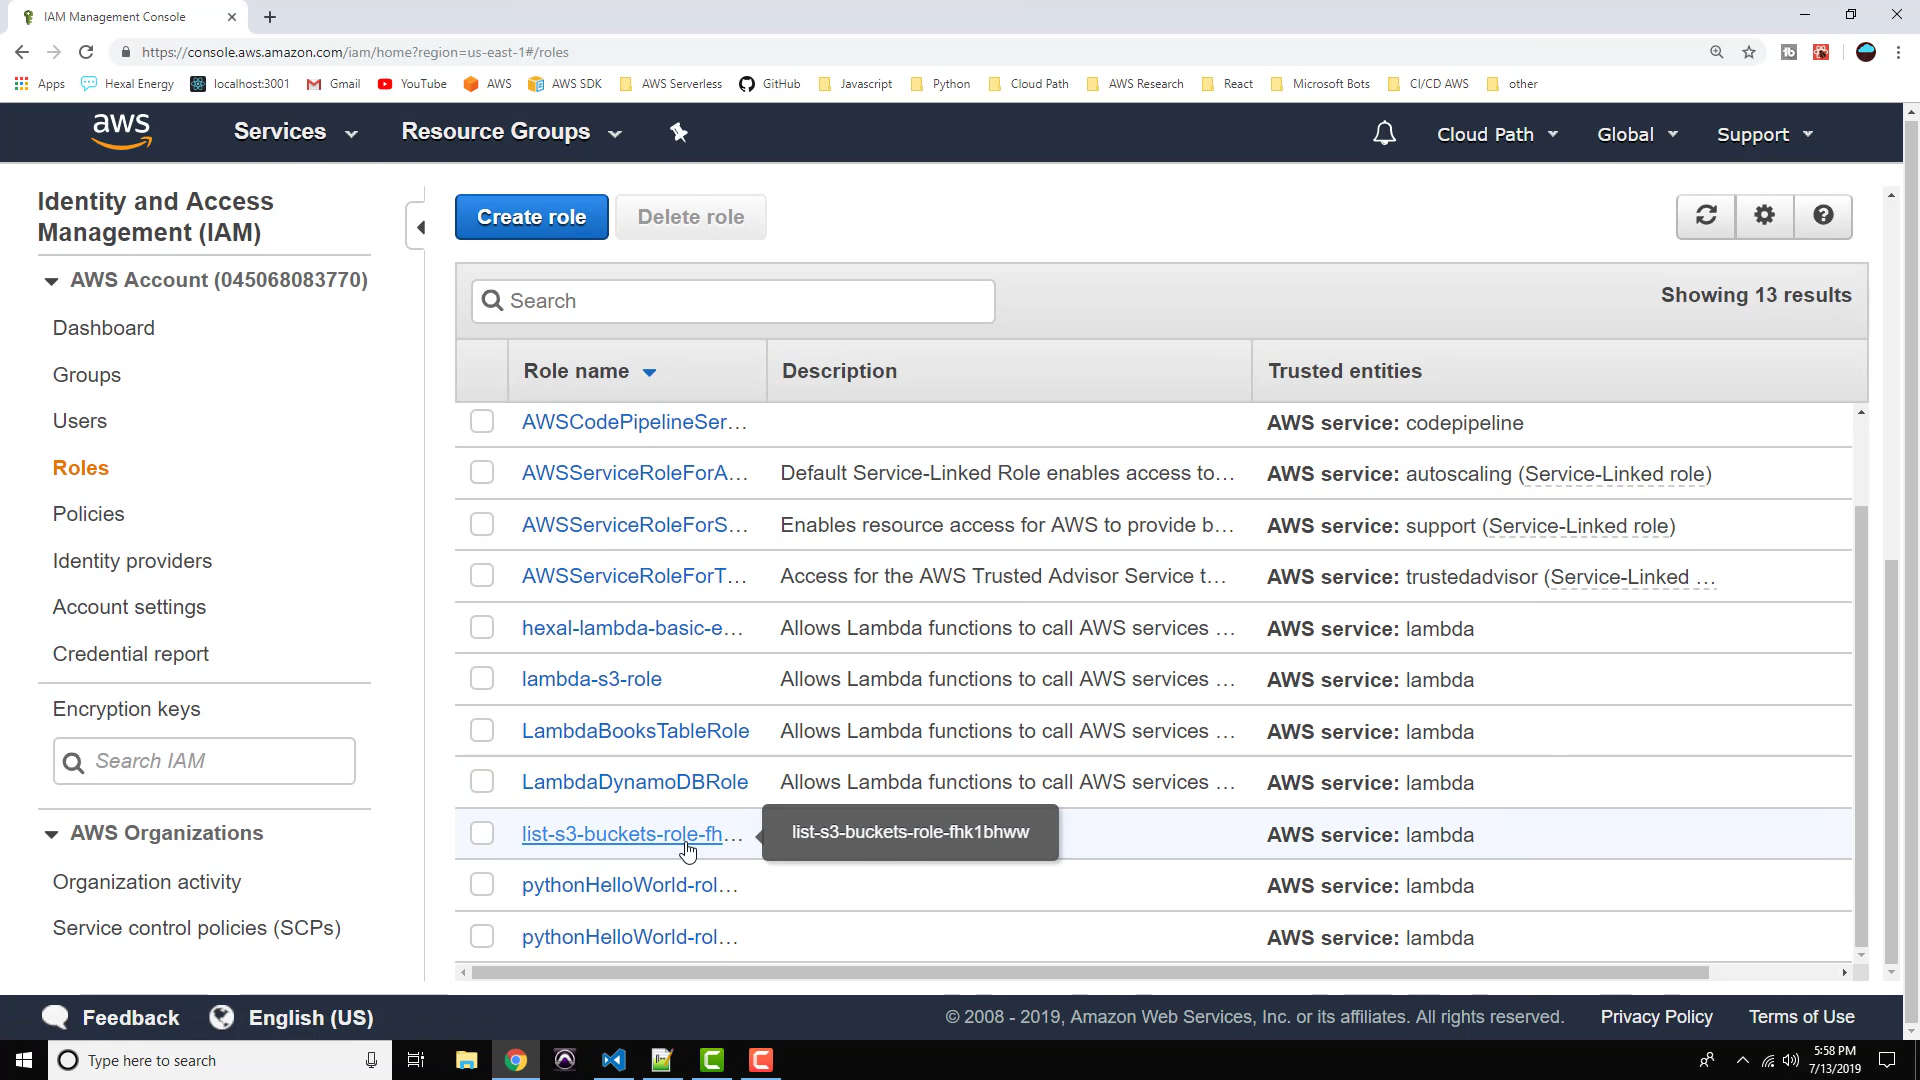 IAM Management Console
https://console.aws.amazon.com/iam/home?region=us-east-1#/roles
Apps
Hexal Energy
localhost:3001
Gmail
YouTube
AWS
AWS SDK
AWS Serverless
GitHub
Javascript
Python
Cloud Path
AWS Research
React
Microsoft Bots
CI/CD AWS
other
aws
Services
Resource Groups
Cloud Path
Global
Support
Identity and Access
Management (IAM)
AWS Account (045068083770)
Dashboard
Groups
Users
Roles
Policies
Identity providers
Account settings
Credential report
Encryption keys
Search IAM
AWS Organizations
Organization activity
Service control policies (SCPs)
Create role
Delete role
Search
Showing 13 results
Role name
Description
Trusted entities
AWSCodePipelineSer…
AWS service: codepipeline
AWSServiceRoleForA…
Default Service-Linked Role enables access to…
AWS service: autoscaling (Service-Linked role)
AWSServiceRoleForS…
Enables resource access for AWS to provide b…
AWS service: support (Service-Linked role)
AWSServiceRoleForT…
Access for the AWS Trusted Advisor Service t…
AWS service: trustedadvisor (Service-Linked …
hexal-lambda-basic-e…
Allows Lambda functions to call AWS services …
AWS service: lambda
lambda-s3-role
Allows Lambda functions to call AWS services …
AWS service: lambda
LambdaBooksTableRole
Allows Lambda functions to call AWS services …
AWS service: lambda
LambdaDynamoDBRole
Allows Lambda functions to call AWS services …
AWS service: lambda
list-s3-buckets-role-fh…
list-s3-buckets-role-fhk1bhww
AWS service: lambda
pythonHelloWorld-rol…
AWS service: lambda
pythonHelloWorld-rol…
AWS service: lambda
Feedback
English (US)
© 2008 - 2019, Amazon Web Services, Inc. or its affiliates. All rights reserved.
Privacy Policy
Terms of Use
Type here to search
5:58 PM
7/13/2019